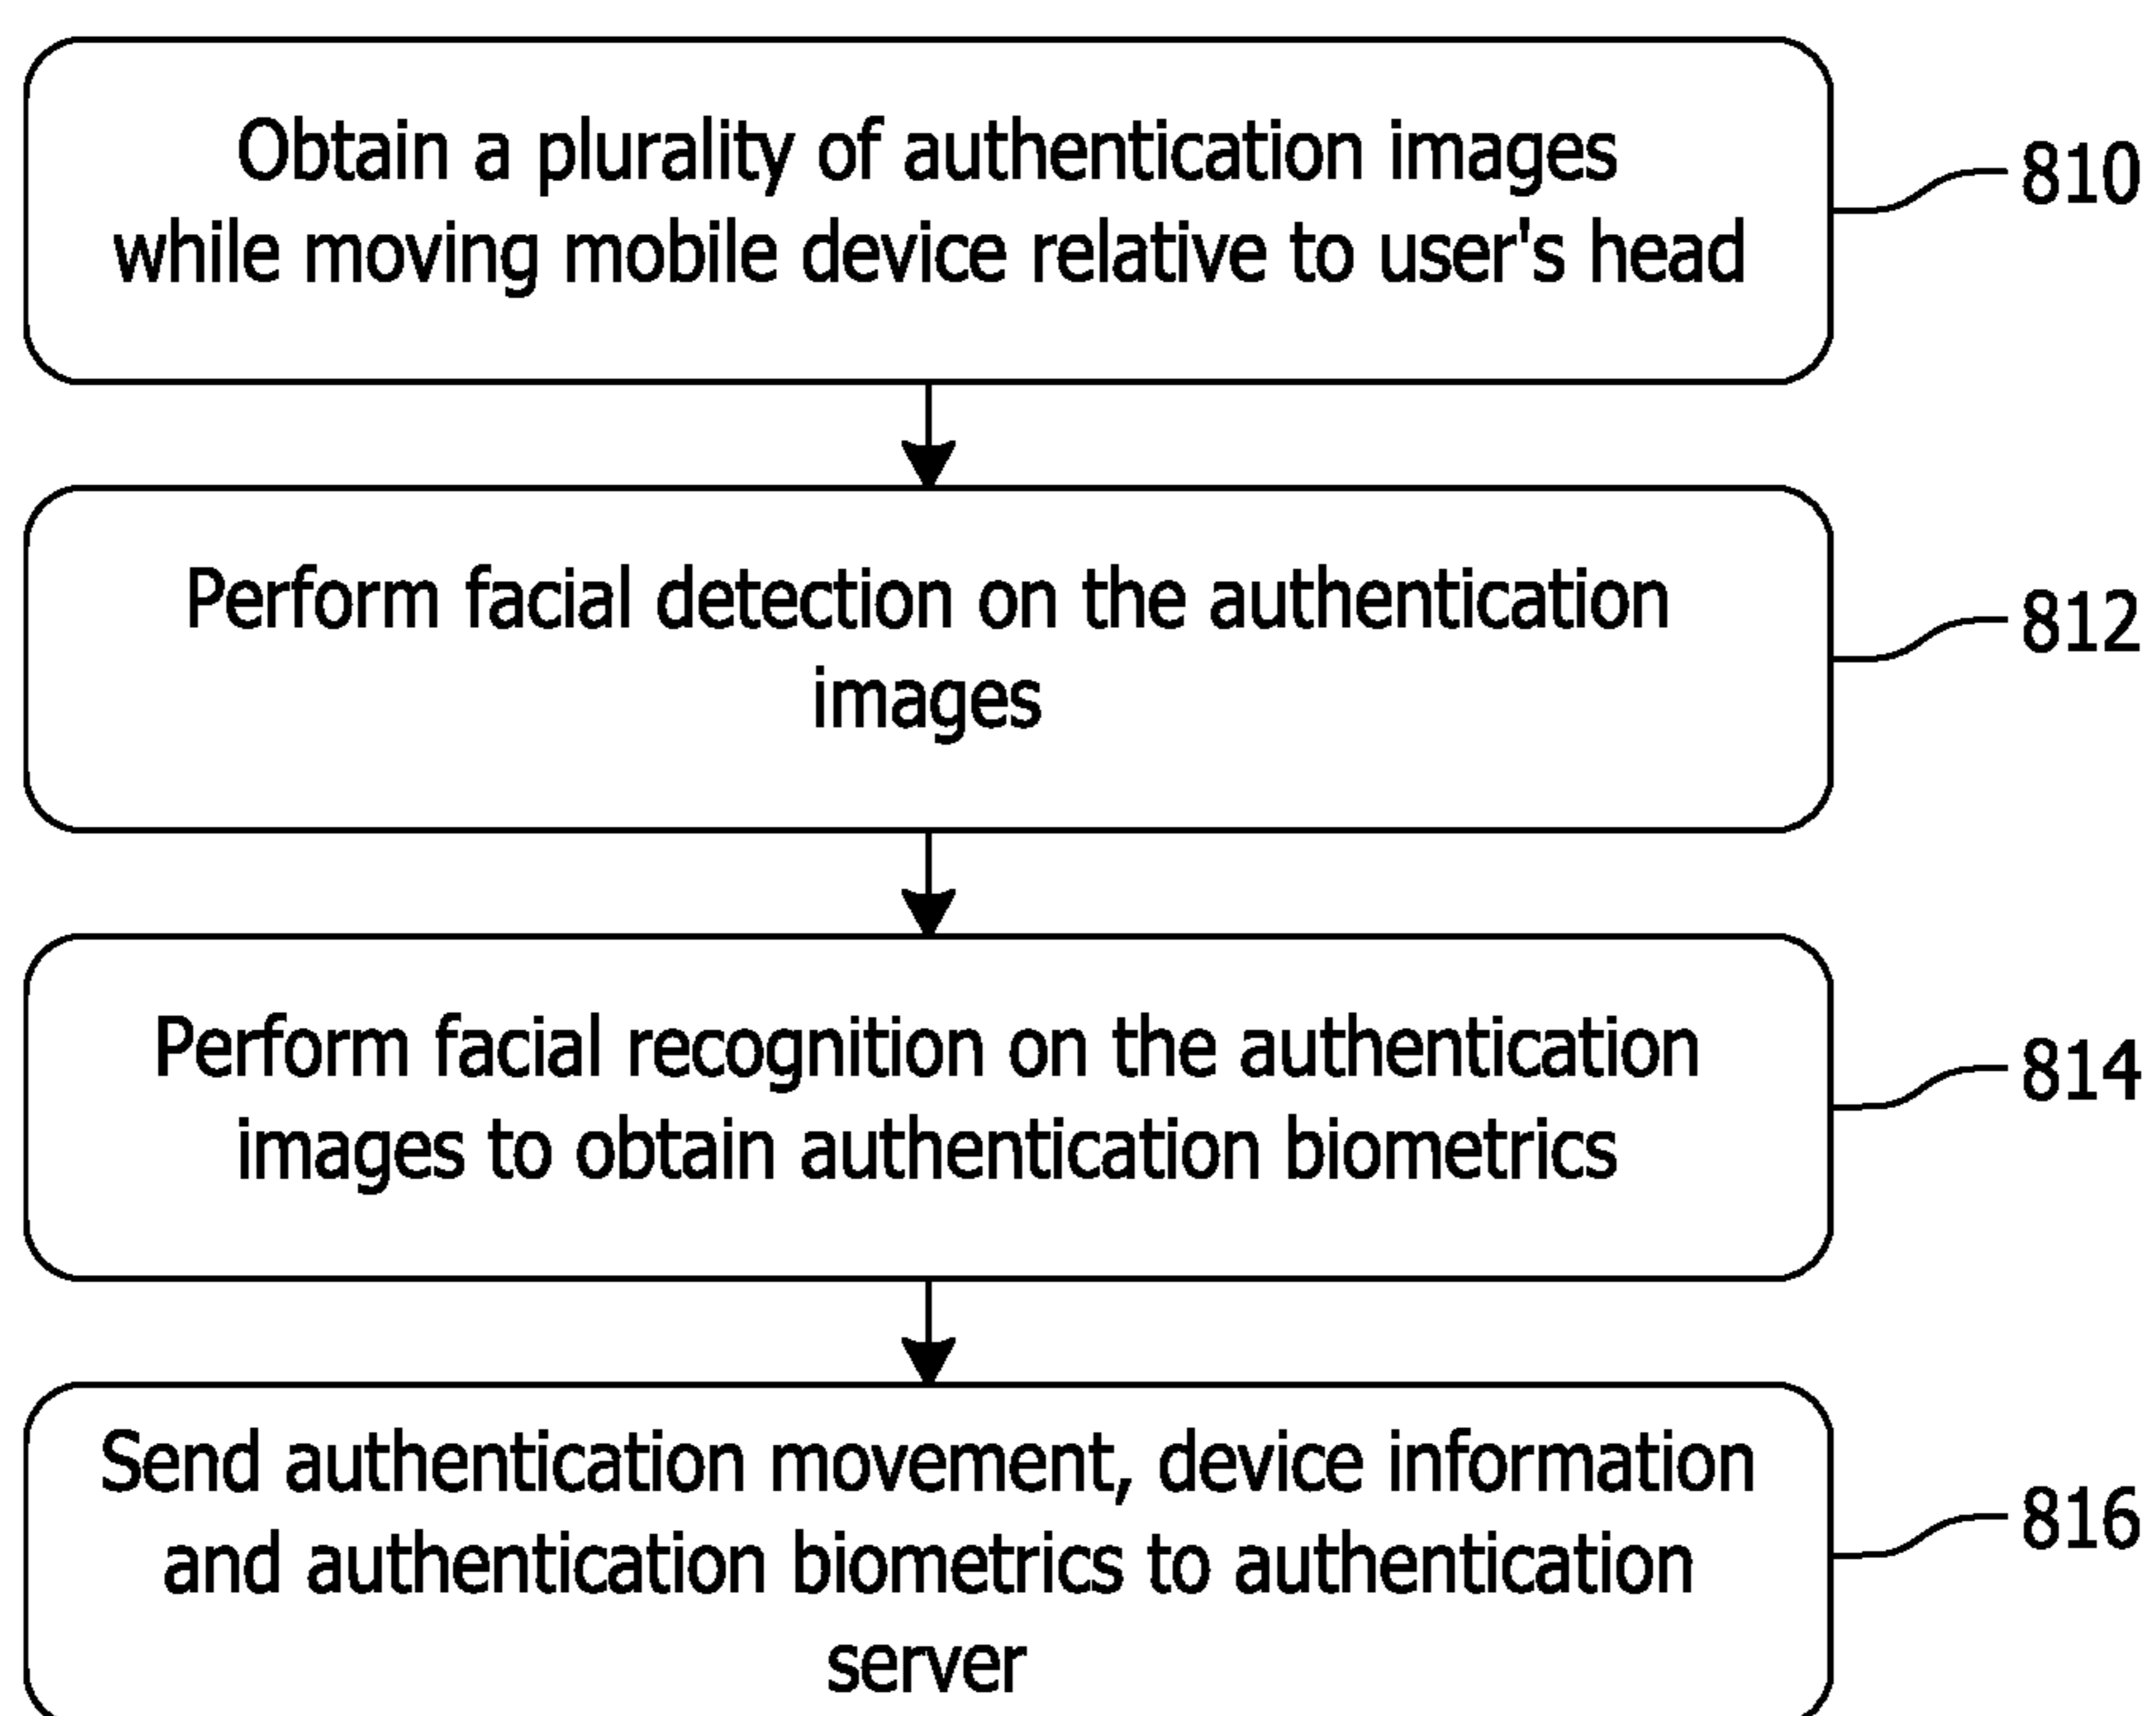 Obtain a plurality of authentication images
while moving mobile device relative to user's head
810
Perform facial detection on the authentication
images
812
Perform facial recognition on the authentication
images to obtain authentication biometrics
814
Send authentication movement, device information
and authentication biometrics to authentication
server
816